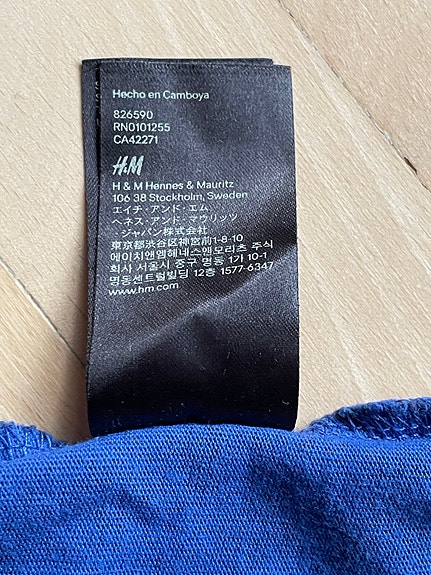 Hecho en Camboya
826590
RN0101255
CA42271
H&M
H & M Hennes & Mauritz
106 38 Stockholm, Sweden
エイチ・アンド・エム
ヘネス・アンド・マウリッツ
・ジャパン株式会社
東京都渋谷区神宮前1-8-10
에이치앤엠헤네스앤모리츠 주식
회사 서울시 중구 명동 1가 10-1
명동센트럴빌딩 12층 1577-6347
www.hm.com